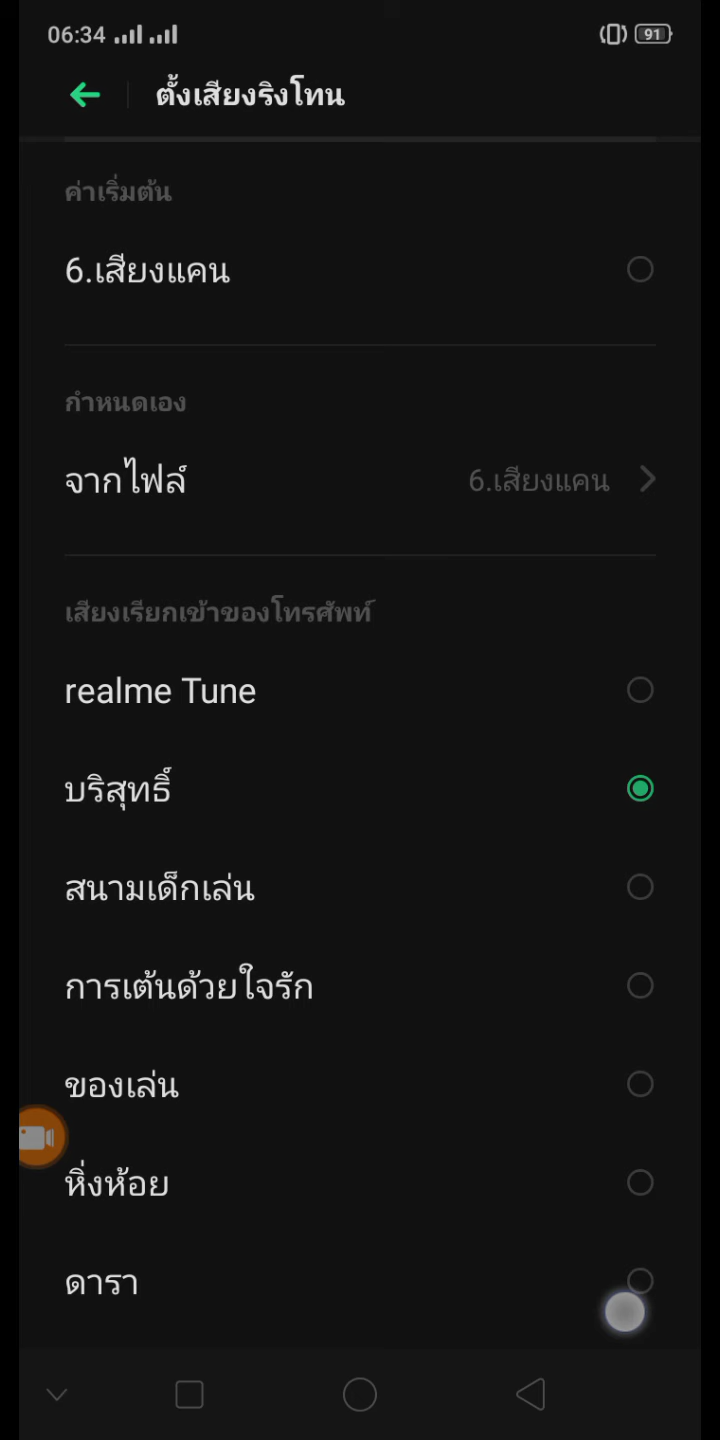 06:34
91
ตั้งเสียงริงโทน
ค่าเริ่มต้น
6.เสียงแคน
กำหนดเอง
จากไฟล์ 6.เสียงแคน
เสียงเรียกเข้าของโทรศัพท์
realme Tune
บริสุทธิ์
สนามเด็กเล่น
การเต้นด้วยใจรัก
ของเล่น
หิ่งห้อย
ดารา